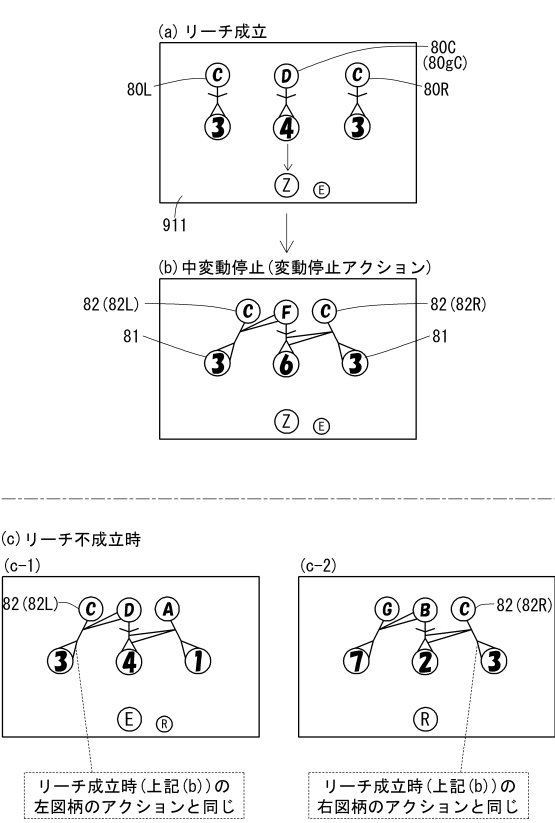 (a) リーチ成立
C D C
80C
(80gC)
80L
80R
3 4 3
Z E
911
(b) 中変動停止(変動停止アクション)
82(82L) C F C 82(82R)
81 3 6 3 81
Z E
(c) リーチ不成立時
(c-1)
82(82L) C D A
3 4 1
E R
リーチ成立時(上記(b))の
左図柄のアクションと同じ
(c-2)
G B C 82(82R)
7 2 3
R
リーチ成立時(上記(b))の
右図柄のアクションと同じ